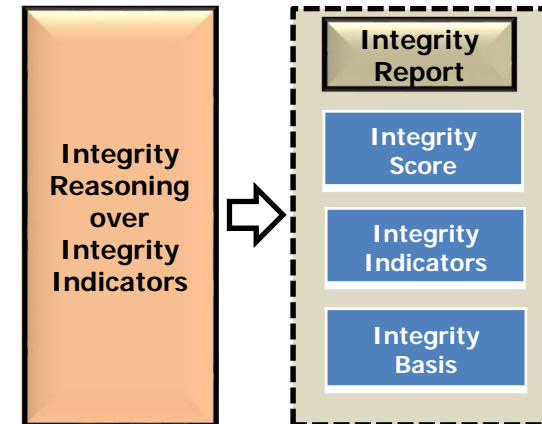 Integrity
Reasoning
over
Integrity
Indicators
Integrity
Report
Integrity
Score
Integrity
Indicators
Integrity
Basis